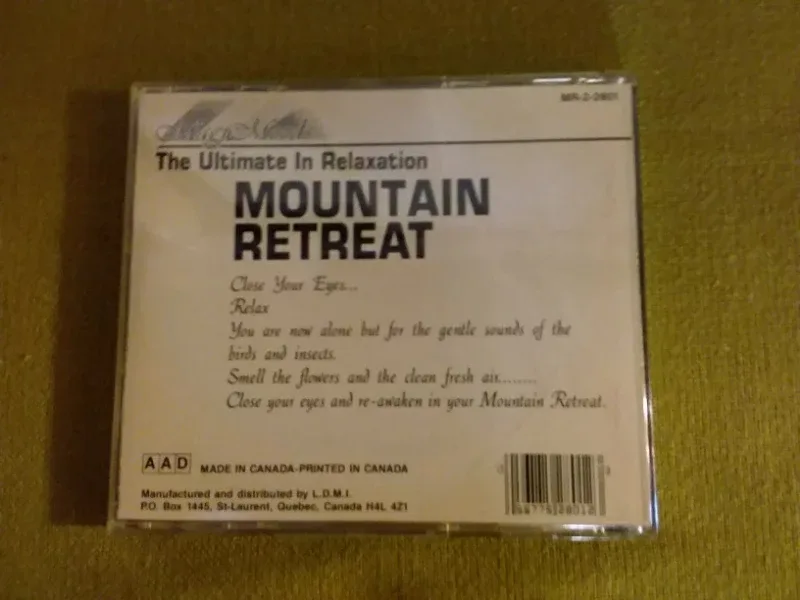 MR-2-2801
The Ultimate In Relaxation
MOUNTAIN
RETREAT
Close Your Eyes...
Relax
You are now alone but for the gentle sounds of the
birds and insects.
Smell the flowers and the clean fresh air........
Close your eyes and re-awaken in your Mountain Retreat.
AAD MADE IN CANADA-PRINTED IN CANADA
Manufactured and distributed by L.D.M.I.
P.O. Box 1445, St-Laurent, Quebec, Canada H4L 4Z1